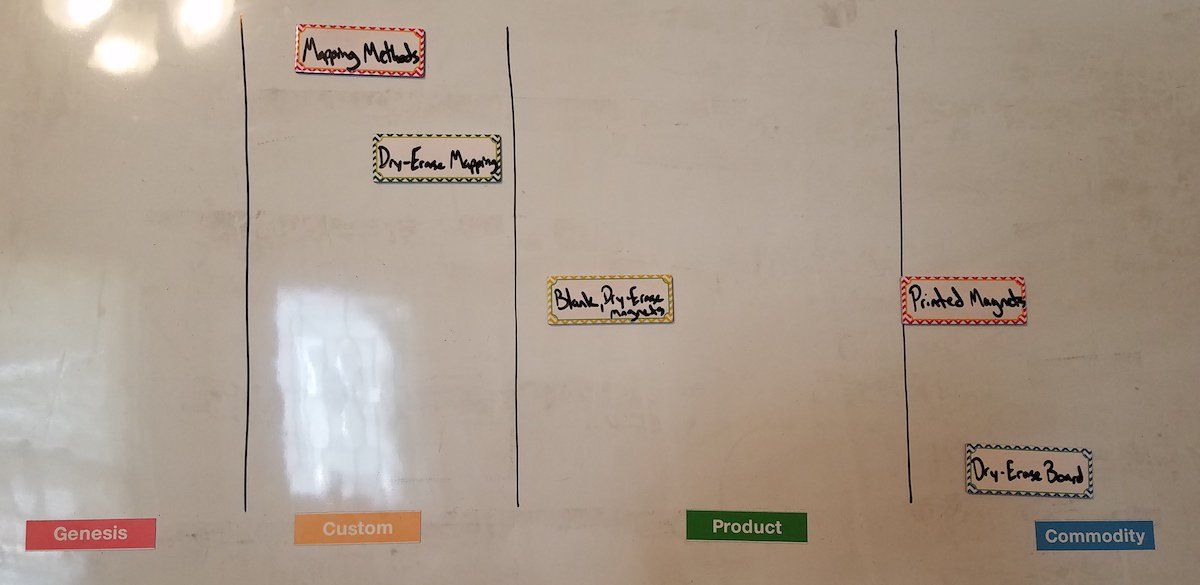 Mapping Methods
Dry-Erase Mapping
Blank, Dry-Erase
magnets
Printed Magnets
Dry-Erase Board
Genesis
Custom
Product
Commodity